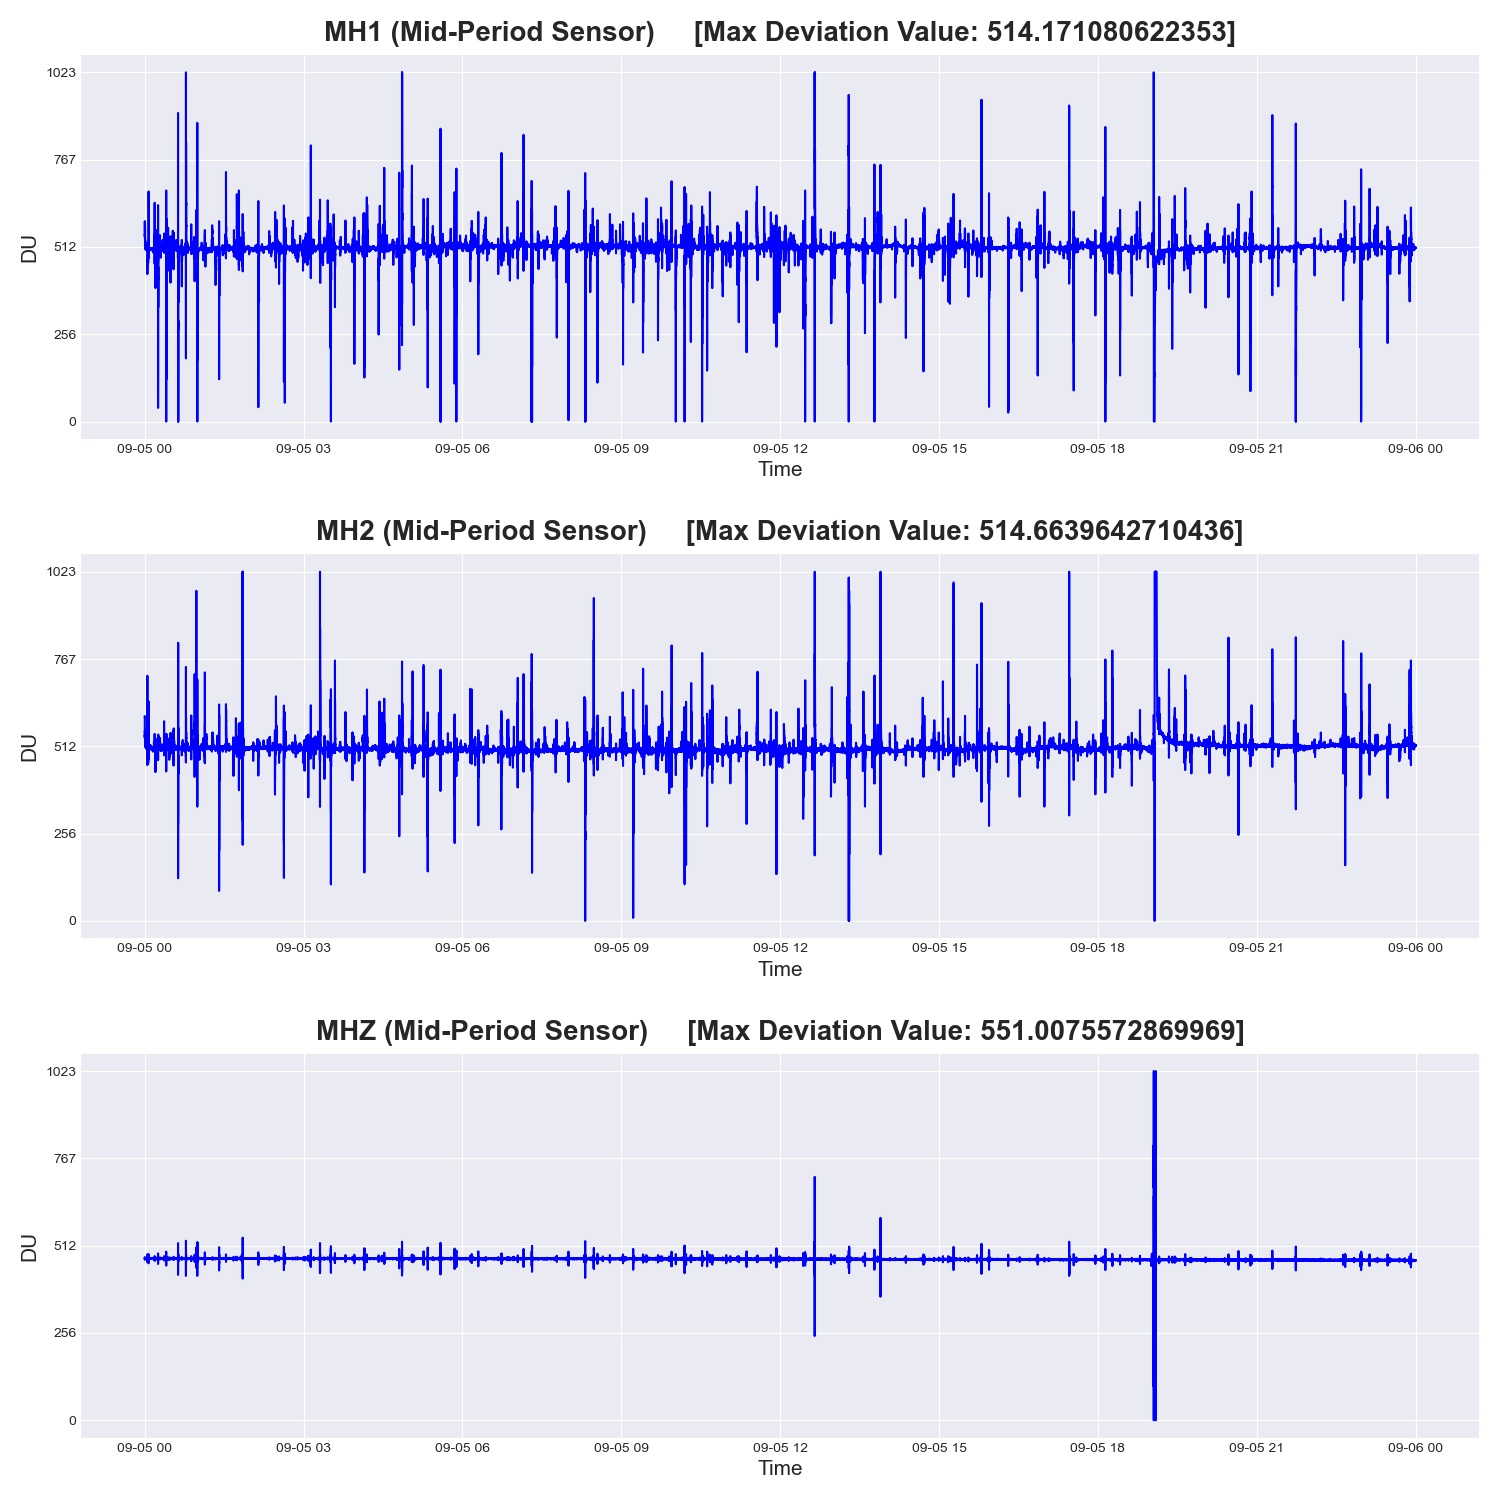 MH1 (Mid-Period Sensor) [Max Deviation Value: 514.171080622353]
1023
767
512
256
0
DU
09-05 00 09-05 03 09-05 06 09-05 09 09-05 12 09-05 15 09-05 18 09-05 21 09-06 00
Time
MH2 (Mid-Period Sensor) [Max Deviation Value: 514.6639642710436]
1023
767
512
256
0
DU
09-05 00 09-05 03 09-05 06 09-05 09 09-05 12 09-05 15 09-05 18 09-05 21 09-06 00
Time
MHZ (Mid-Period Sensor) [Max Deviation Value: 551.0075572869969]
1023
767
512
256
0
DU
09-05 00 09-05 03 09-05 06 09-05 09 09-05 12 09-05 15 09-05 18 09-05 21 09-06 00
Time